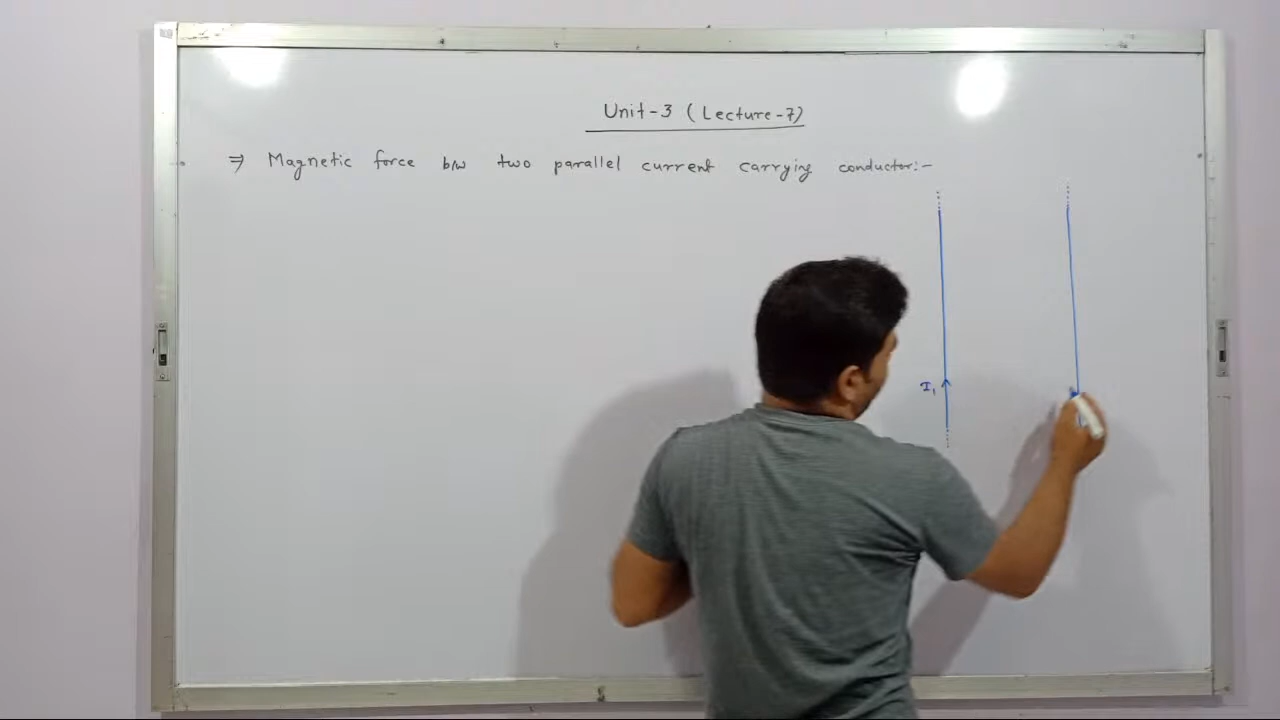 Unit-3 (Lecture-7)
⇒ Magnetic force b/w two parallel current carrying conductor:-
I₁